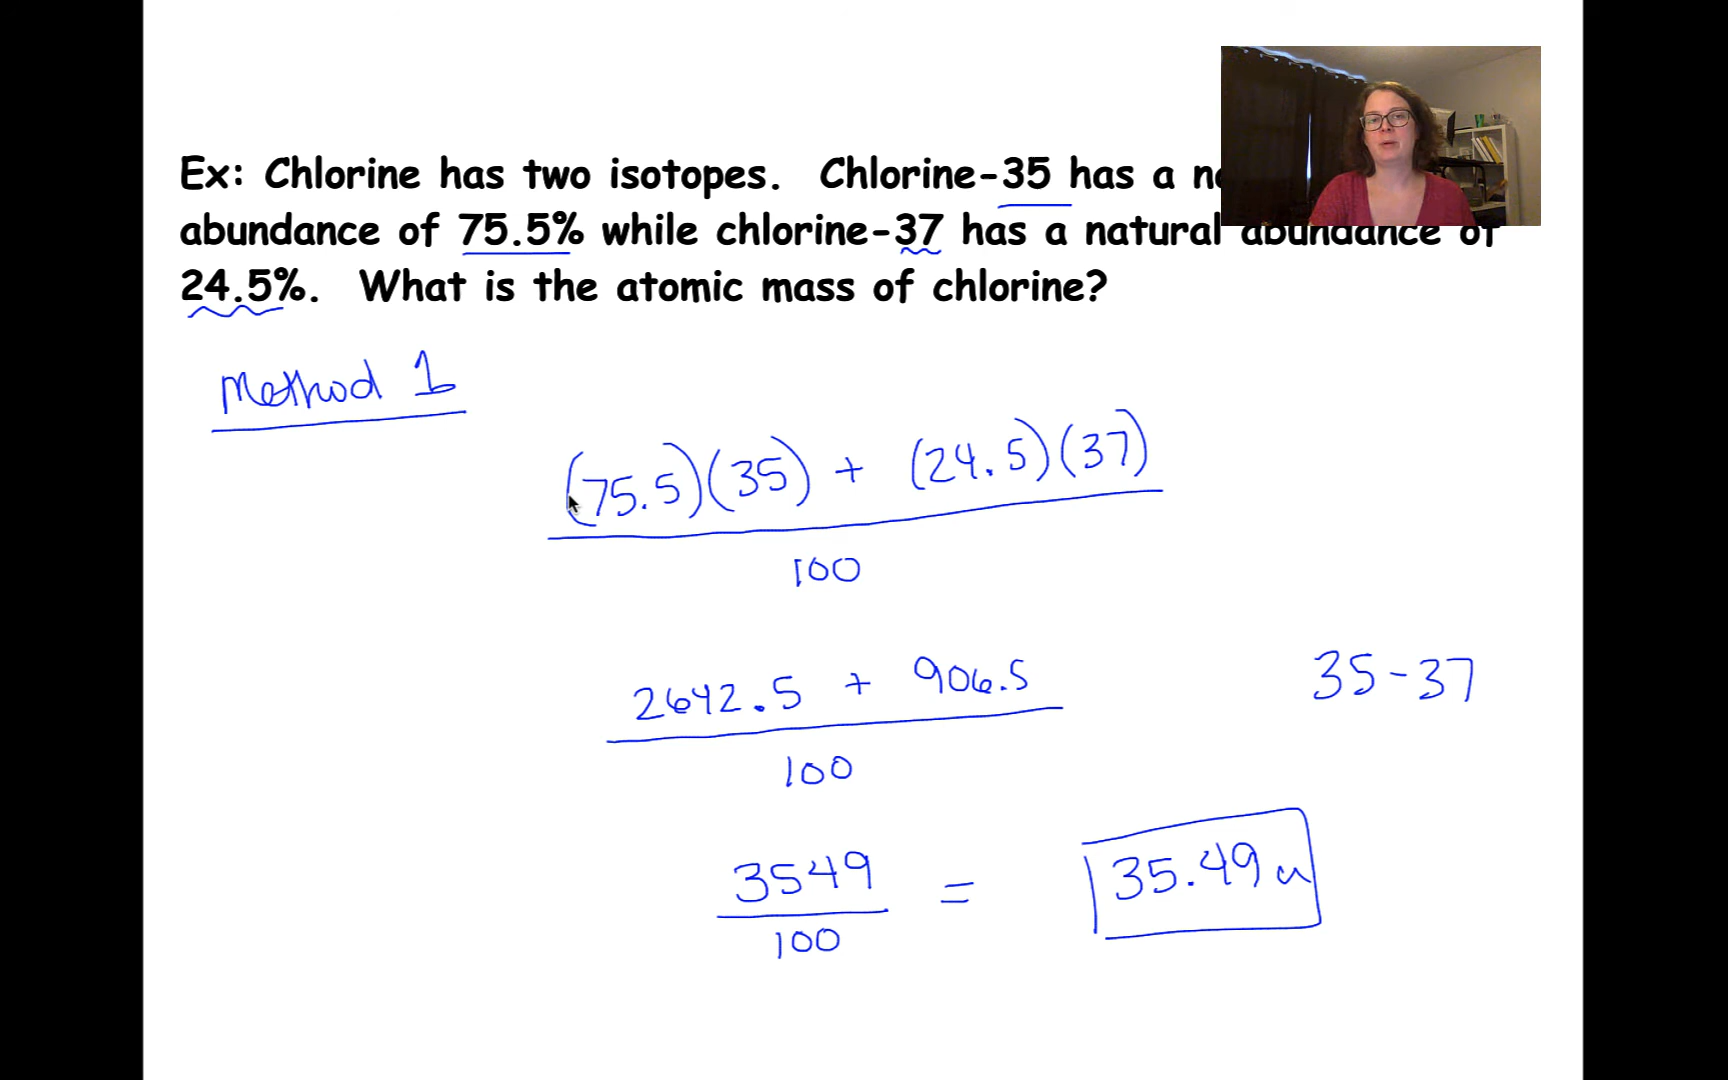 Ex: Chlorine has two isotopes. Chlorine-35 has a
abundance of 75.5% while chlorine-37 has a natural abundance of
24.5%. What is the atomic mass of chlorine?
Method 1
(75.5)(35) + (24.5)(37)
100
2642.5 + 906.5
100
35-37
3549
100
= 35.49 u